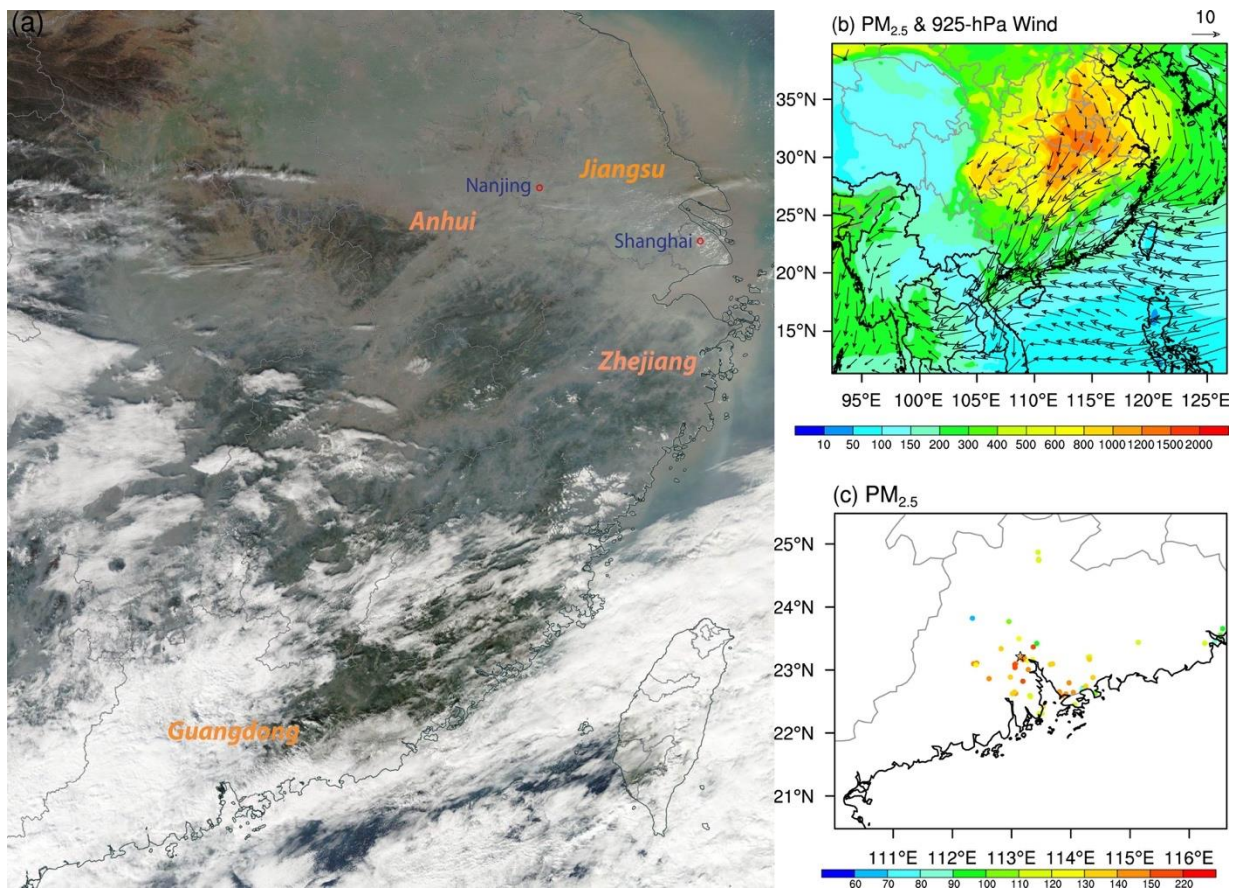 (a)
Jiangsu
Nanjing
Anhui
Shanghai
Zhejiang
Guangdong
(b) PM2.5 & 925-hPa Wind
10
35°N
30°N
25°N
20°N
15°N
95°E 100°E 105°E 110°E 115°E 120°E 125°E
10 50 100 150 200 300 400 500 600 800 1000 1200 1500 2000
(c) PM2.5
25°N
24°N
23°N
22°N
21°N
111°E 112°E 113°E 114°E 115°E 116°E
60 70 80 90 100 110 120 130 140 150 220